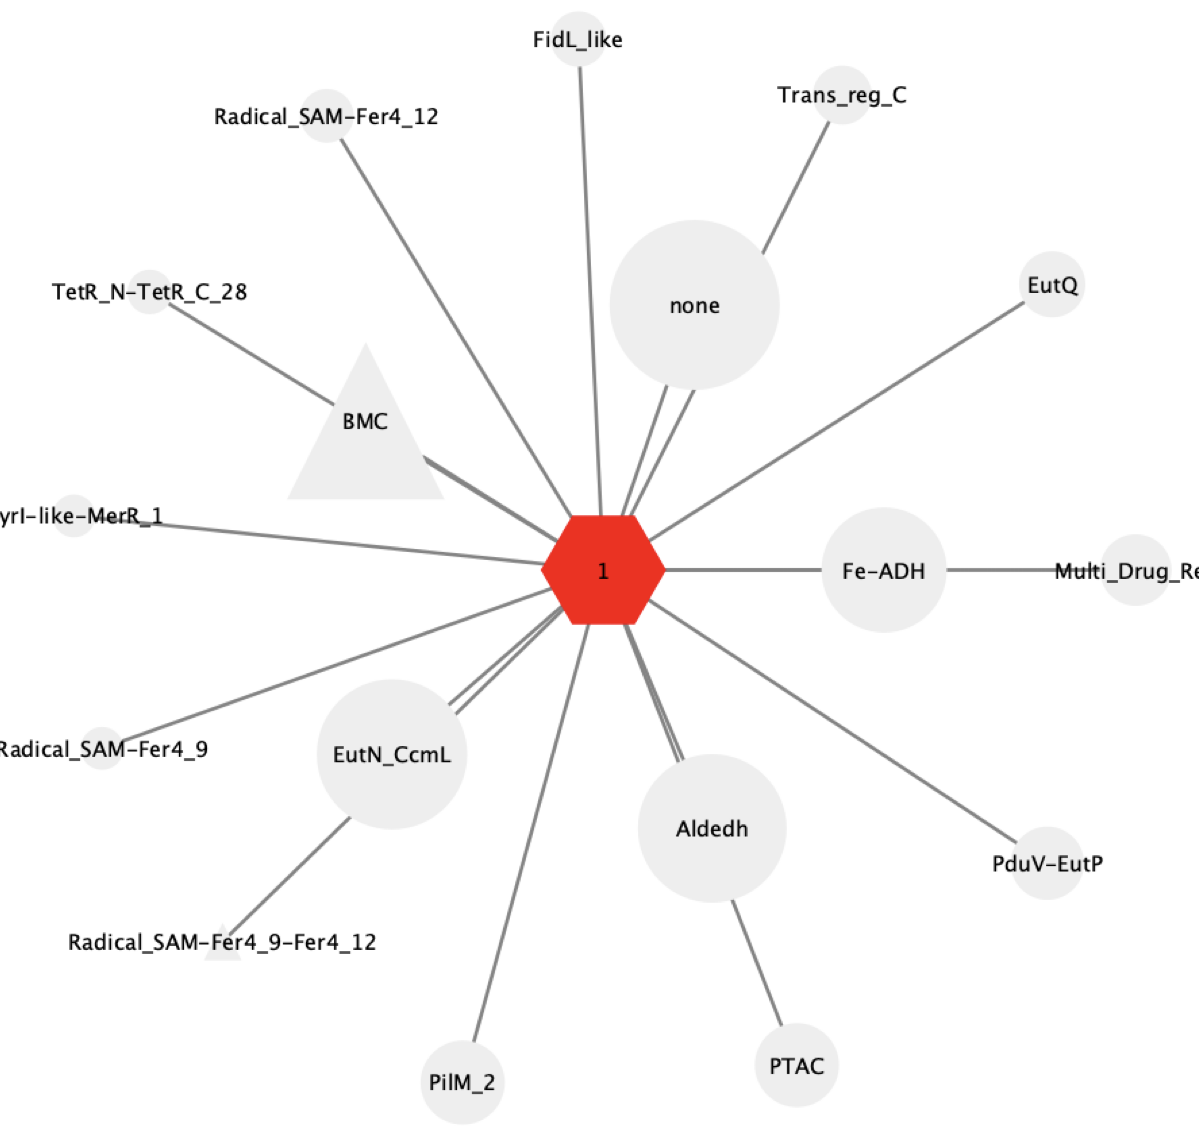 FidL_like
Trans_reg_C
Radical_SAM-Fer4_12
EutQ
TetR_N-TetR_C_28
none
BMC
yrI-like-MerR_1
1
Fe-ADH
Multi_Drug_Re
Radical_SAM-Fer4_9
EutN_CcmL
Aldedh
PduV-EutP
Radical_SAM-Fer4_9-Fer4_12
PilM_2
PTAC